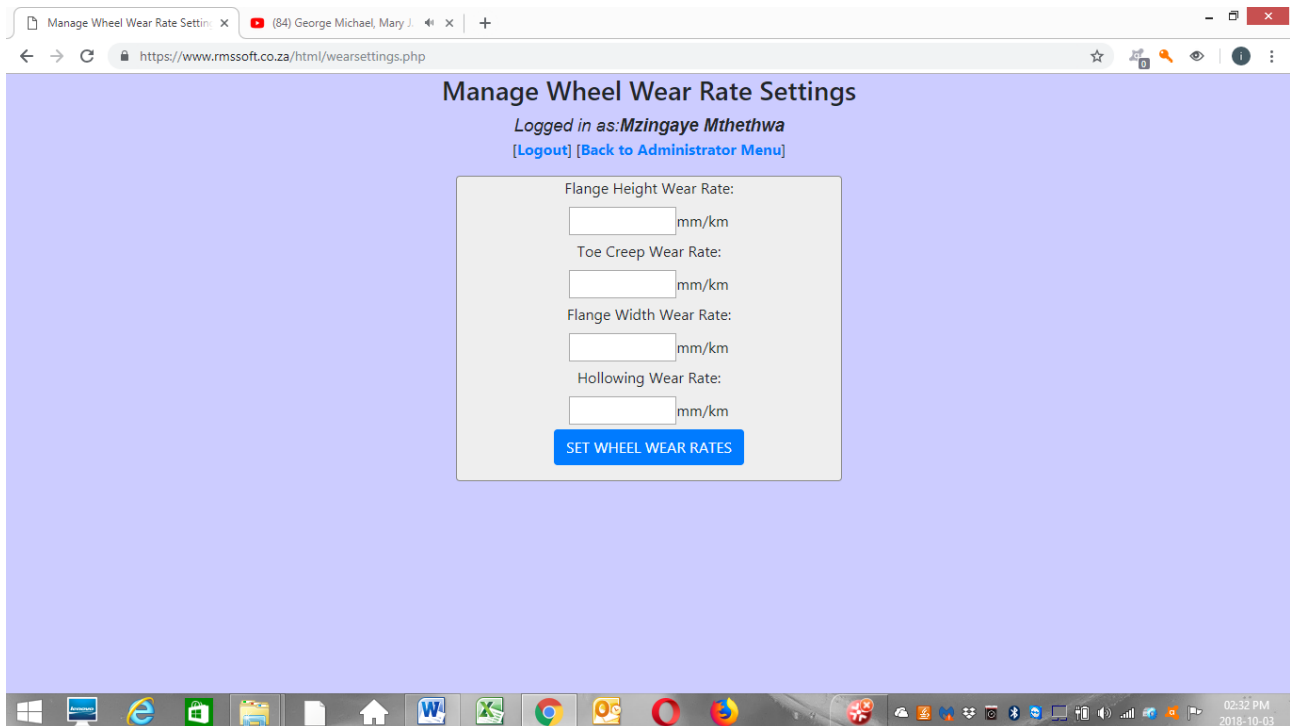 Manage Wheel Wear Rate Settin
(84) George Michael, Mary J.
https://www.rmssoft.co.za/html/wearsettings.php
0
i
Manage Wheel Wear Rate Settings
Logged in as:Mzingaye Mthethwa
[Logout] [Back to Administrator Menu]
Flange Height Wear Rate:
mm/km
Toe Creep Wear Rate:
mm/km
Flange Width Wear Rate:
mm/km
Hollowing Wear Rate:
mm/km
SET WHEEL WEAR RATES
02:32 PM
2018-10-03